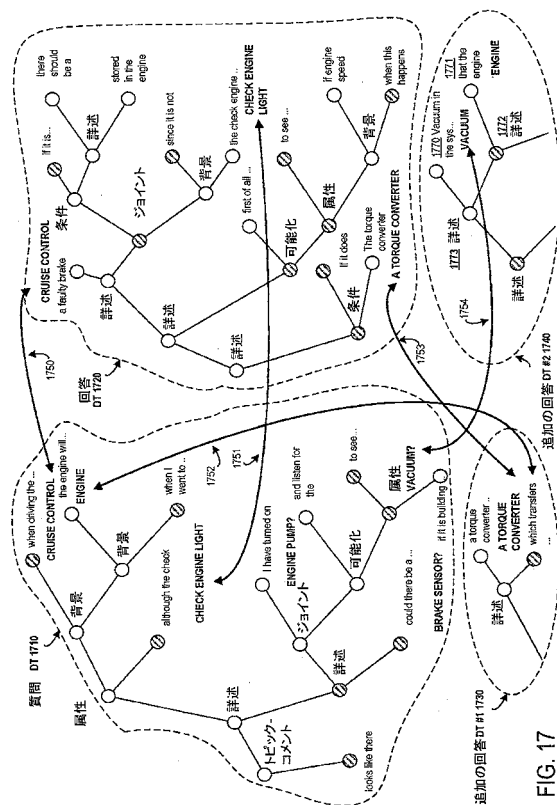 質問 DT 1710
when driving the ...
CRUISE CONTROL
the engine will...
ENGINE
背景
背景
when I
went to ...
属性
although the check
CHECK ENGINE LIGHT
I have turned on
ENGINE PUMP?
and listen for
the
ジョイント
可能化
to see...
属性
VACUUM?
if it is building ...
詳述
詳述
could there be a ...
BRAKE SENSOR?
トピック-
コメント
looks like there
1750
1752
1751
回答
DT 1720
CRUISE CONTROL
a faulty brake
詳述
条件
If it is...
there
should be a
詳述
stored in the
engine
ジョイント
since it is not
背景
the check engine...
CHECK ENGINE
LIGHT
詳述
first of all ...
可能化
to see ...
属性
if engine
speed
背景
when this
happens
詳述
If it does
条件
The torque
converter
A TORQUE CONVERTER
1753
追加の回答 DT #1 1730
a torque
converter ..
A TORQUE
CONVERTER
詳述
which transfers
...
1754
追加の回答 DT #2 1740
1770 Vacuum in
the sys...
VACUUM
1773 詳述
1771
that the engine
ENGINE
1772
詳述
詳述
FIG. 17